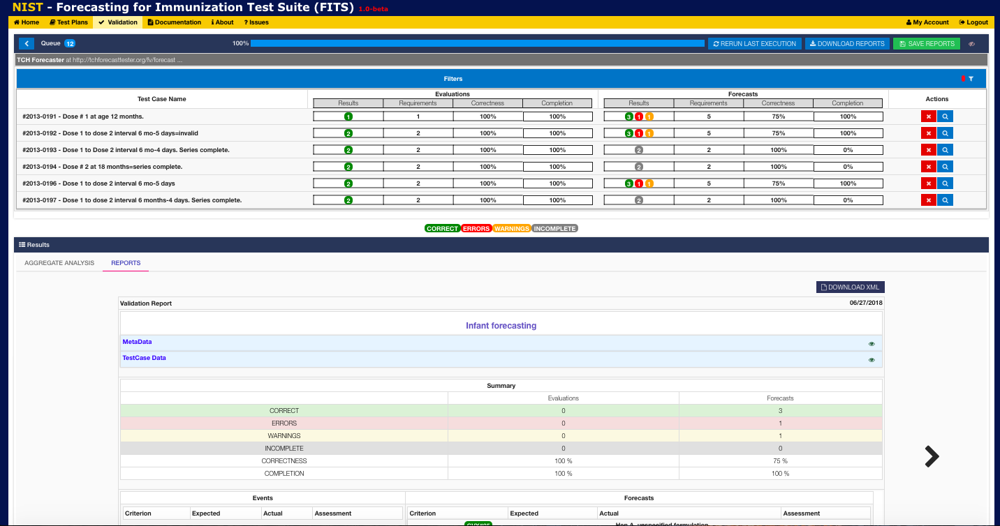 NIST - Forecasting for Immunization Test Suite (FITS) 1.0-beta
Home Test Plans Validation Documentation About Issues My Account Logout
Queue 12 100% RERUN LAST EXECUTION DOWNLOAD REPORTS SAVE REPORTS
TCH Forecaster at http://tchforecasttester.org/fv/forecast ...
Filters
Test Case Name Evaluations Forecasts Actions
Results Requirements Correctness Completion Results Requirements Correctness Completion
#2013-0191 - Dose # 1 at age 12 months. 1 1 100% 100% 3 1 1 5 75% 100%
#2013-0192 - Dose 1 to dose 2 interval 6 mo-5 days=invalid 2 2 100% 100% 3 1 1 5 75% 100%
#2013-0193 - Dose 1 to Dose 2 interval 6 mo-4 days. Series complete. 2 2 100% 100% 2 2 100% 0%
#2013-0194 - Dose # 2 at 18 months=series complete. 2 2 100% 100% 2 2 100% 0%
#2013-0196 - Dose 1 to dose 2 interval 6 mo-5 days 2 2 100% 100% 3 1 1 5 75% 100%
#2013-0197 - Dose 1 to dose 2 interval 6 months-4 days. Series complete. 2 2 100% 100% 2 2 100% 0%
CORRECT ERRORS WARNINGS INCOMPLETE
Results
AGGREGATE ANALYSIS REPORTS
DOWNLOAD XML
Validation Report 06/27/2018
Infant forecasting
MetaData
TestCase Data
Summary
Evaluations Forecasts
CORRECT 0 3
ERRORS 0 1
WARNINGS 0 1
INCOMPLETE 0 0
CORRECTNESS 100 % 75 %
COMPLETION 100 % 100 %
Events Forecasts
Criterion Expected Actual Assessment Criterion Expected Actual Assessment
Hep A, unspecified formulation